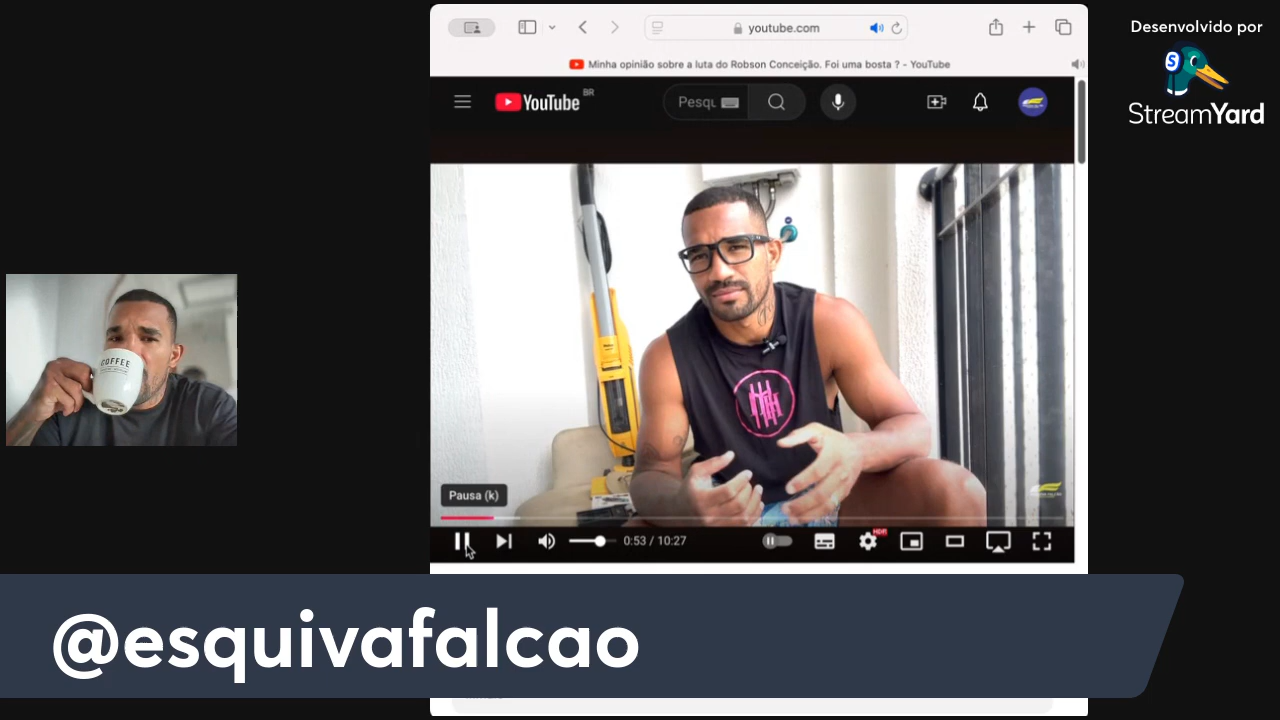 youtube.com
Minha opinião sobre a luta do Robson Conceição. Foi uma bosta ? - YouTube
YouTube BR
Desenvolvido por
StreamYard
COFFEE
Pausa (k)
0:53 / 10:27
@esquivafalcao